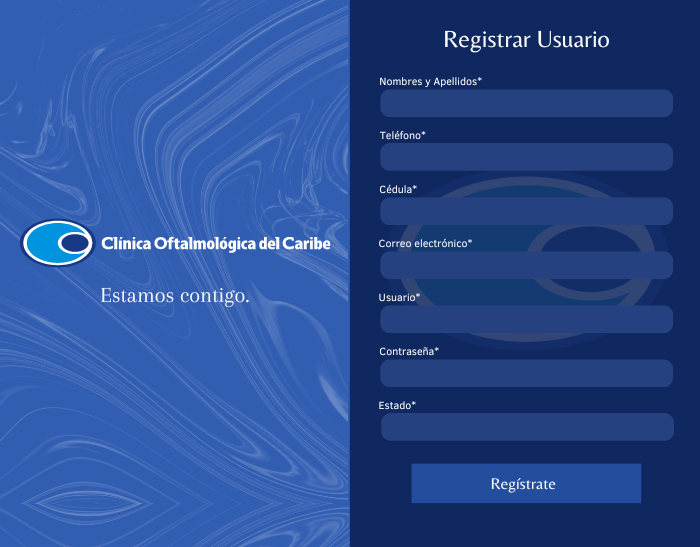 Clínica Oftalmológica del Caribe
Estamos contigo.
Registrar Usuario
Nombres y Apellidos*
Teléfono*
Cédula*
Correo electrónico*
Usuario*
Contraseña*
Estado*
Regístrate